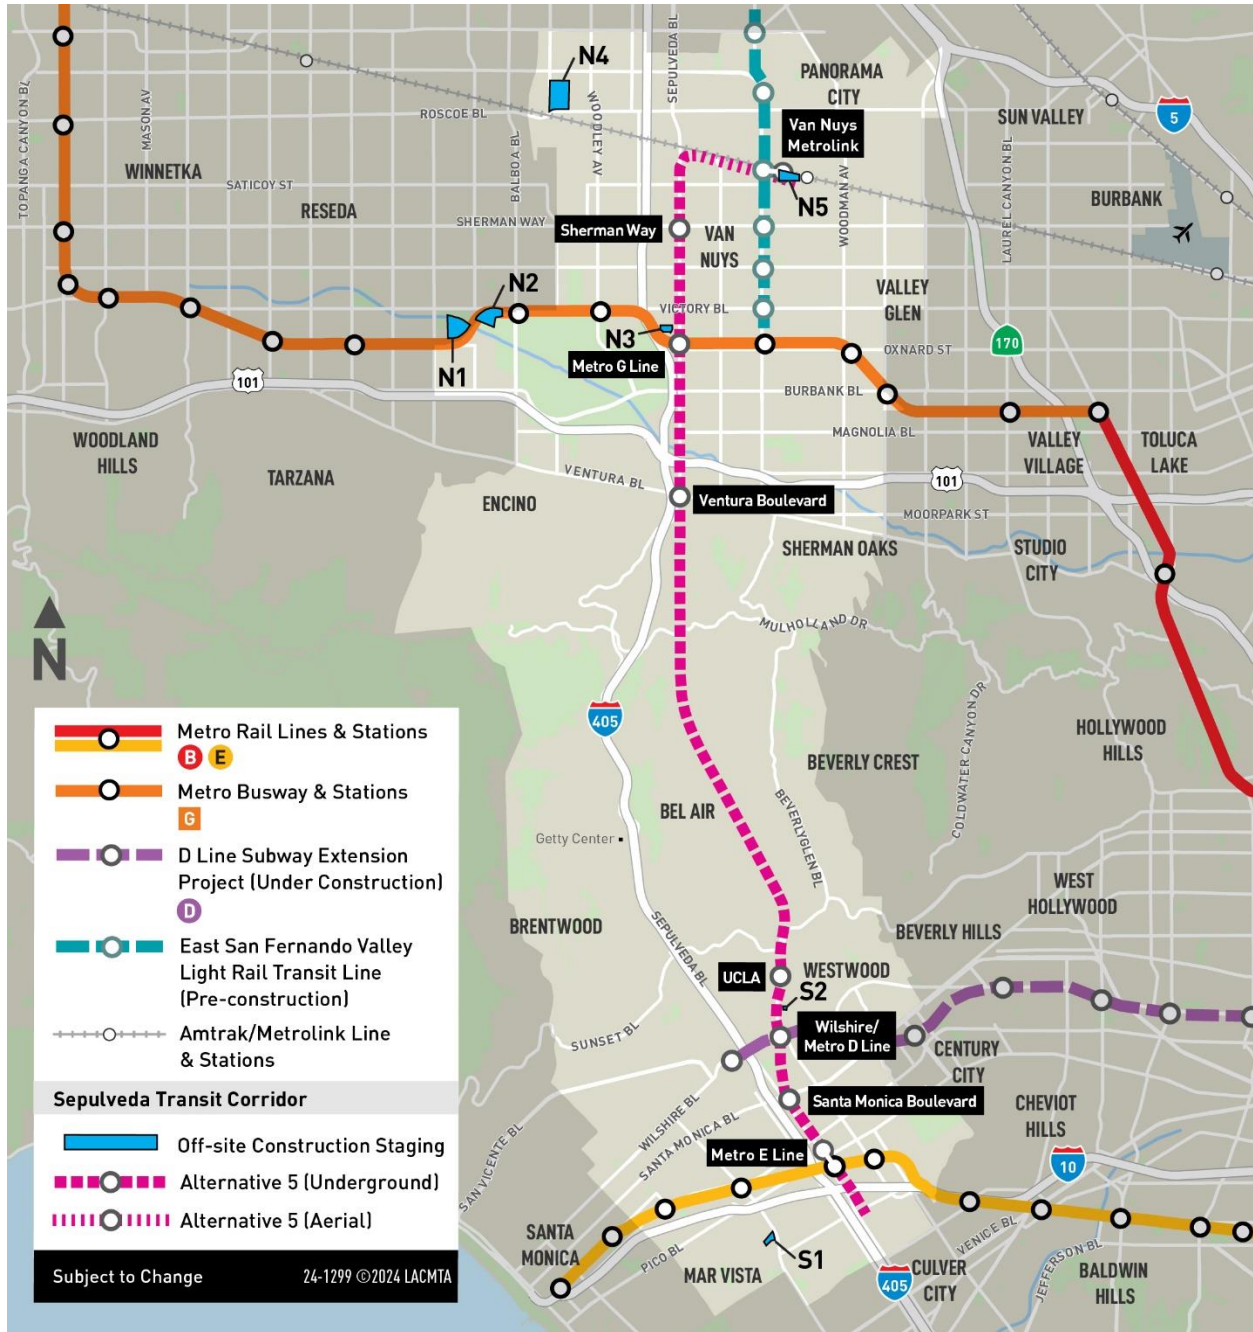 N4
SEPULVEDA BL
PANORAMA
CITY
SUN VALLEY
5
TOPANGA CANYON BL
MASON AV
ROSCOE BL
WOODLEY AV
BALBOA BL
Van Nuys
Metrolink
WINNETKA
SATICOY ST
RESEDA
SHERMAN WAY
Sherman Way
VAN
NUYS
N5
WOODMAN AV
LAUREL CANYON BL
BURBANK
N2
VICTORY BL
VALLEY
GLEN
N1
N3
Metro G Line
OXNARD ST
170
101
BURBANK BL
MAGNOLIA BL
WOODLAND
HILLS
TARZANA
VENTURA BL
ENCINO
Ventura Boulevard
101
VALLEY
VILLAGE
TOLUCA
LAKE
MOORPARK ST
SHERMAN OAKS
STUDIO
CITY
MULHOLLAND DR
N
405
COLDWATER CANYON DR
HOLLYWOOD
HILLS
BEVERLY CREST
BEL AIR
BEVERLYGLEN BL
Getty Center
WEST
HOLLYWOOD
BRENTWOOD
SEPULVEDA BL
BEVERLY HILLS
UCLA
WESTWOOD
S2
SUNSET BL
Wilshire/
Metro D Line
CENTURY
CITY
WILSHIRE BL
SANTA MONICA BL
Santa Monica Boulevard
CHEVIOT
HILLS
SAN VICENTE BL
Metro E Line
10
SANTA
MONICA
PICO BL
MAR VISTA
S1
405
CULVER
CITY
VENICE BL
JEFFERSON BL
BALDWIN
HILLS
Metro Rail Lines & Stations
B E
Metro Busway & Stations
G
D Line Subway Extension
Project (Under Construction)
D
East San Fernando Valley
Light Rail Transit Line
(Pre-construction)
Amtrak/Metrolink Line
& Stations
Sepulveda Transit Corridor
Off-site Construction Staging
Alternative 5 (Underground)
Alternative 5 (Aerial)
Subject to Change 24-1299 ©2024 LACMTA